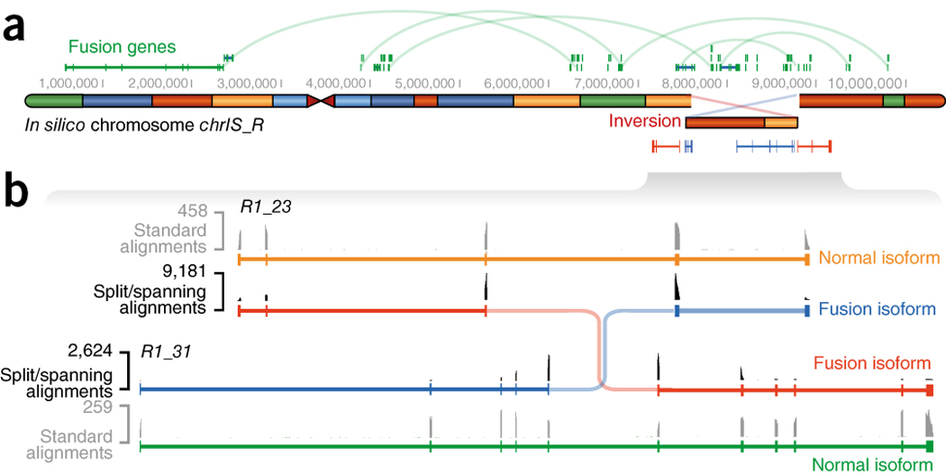 a
Fusion genes
1,000,000 2,000,000 3,000,000 4,000,000 5,000,000 6,000,000 7,000,000 8,000,000 9,000,000 10,000,000
In silico chromosome chrIS_R
Inversion
b
458
R1_23
Standard
alignments
Normal isoform
9,181
Split/spanning
alignments
Fusion isoform
2,624
R1_31
Split/spanning
alignments
Fusion isoform
259
Standard
alignments
Normal isoform